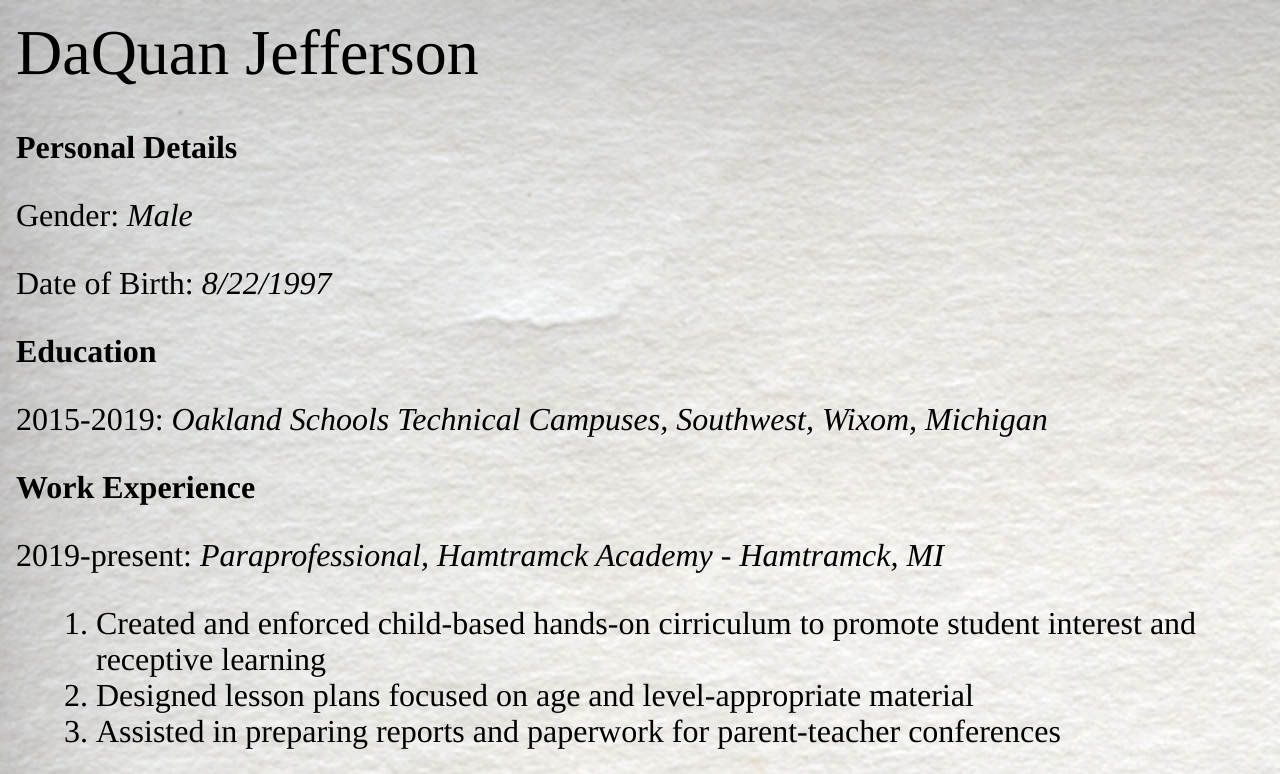 DaQuan Jefferson
Personal Details
Gender: Male
Date of Birth: 8/22/1997
Education
2015-2019: Oakland Schools Technical Campuses, Southwest, Wixom, Michigan
Work Experience
2019-present: Paraprofessional, Hamtramck Academy - Hamtramck, MI
1. Created and enforced child-based hands-on cirriculum to promote student interest and
receptive learning
2. Designed lesson plans focused on age and level-appropriate material
3. Assisted in preparing reports and paperwork for parent-teacher conferences